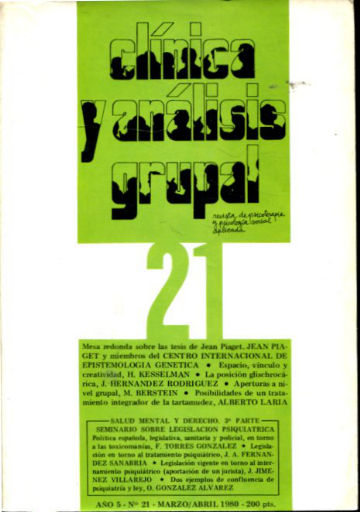 clínica
y análisis
grupal
revista de psicoterapia
y psicología social
aplicada
21
Mesa redonda sobre las tesis de Jean Piaget, JEAN PIA-
GET y miembros del CENTRO INTERNACIONAL DE
EPISTEMOLOGIA GENETICA ● Espacio, vínculo y
creatividad, H. KESSELMAN ● La posición gliscrocá-
rica, J. HERNANDEZ RODRIGUEZ ● Aperturas a ni-
vel grupal, M. BERSTEIN ● Posibilidades de un trata-
miento integrador de la tartamudez, ALBERTO LARIA
SALUD MENTAL Y DERECHO. 2ª PARTE
SEMINARIO SOBRE LEGISLACION PSIQUIATRICA
Política española, legislativa, sanitaria y policial, en torno
a las toxicomanías, F. TORRES GONZALEZ ● Legisla-
ción en torno al tratamiento psiquiátrico, J. A. FERNAN-
DEZ SANABRIA ● Legislación vigente en torno al inter-
namiento psiquiátrico (aportación de un jurista), J. JIME-
NEZ VILLAREJO ● Dos ejemplos de confluencia de
psiquiatría y ley, O. GONZALEZ ALVAREZ
AÑO 5 - Nº 21 - MARZO/ABRIL 1980 - 200 pts.